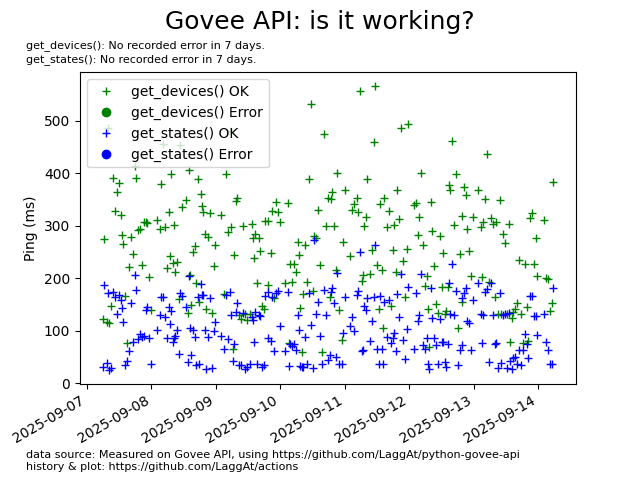 Govee API: is it working?
get_devices(): No recorded error in 7 days.
get_states(): No recorded error in 7 days.
get_devices() OK
get_devices() Error
get_states() OK
get_states() Error
Ping (ms)
500
400
300
200
100
0
2025-09-07
2025-09-08
2025-09-09
2025-09-10
2025-09-11
2025-09-12
2025-09-13
2025-09-14
data source: Measured on Govee API, using https://github.com/LaggAt/python-govee-api
history & plot: https://github.com/LaggAt/actions